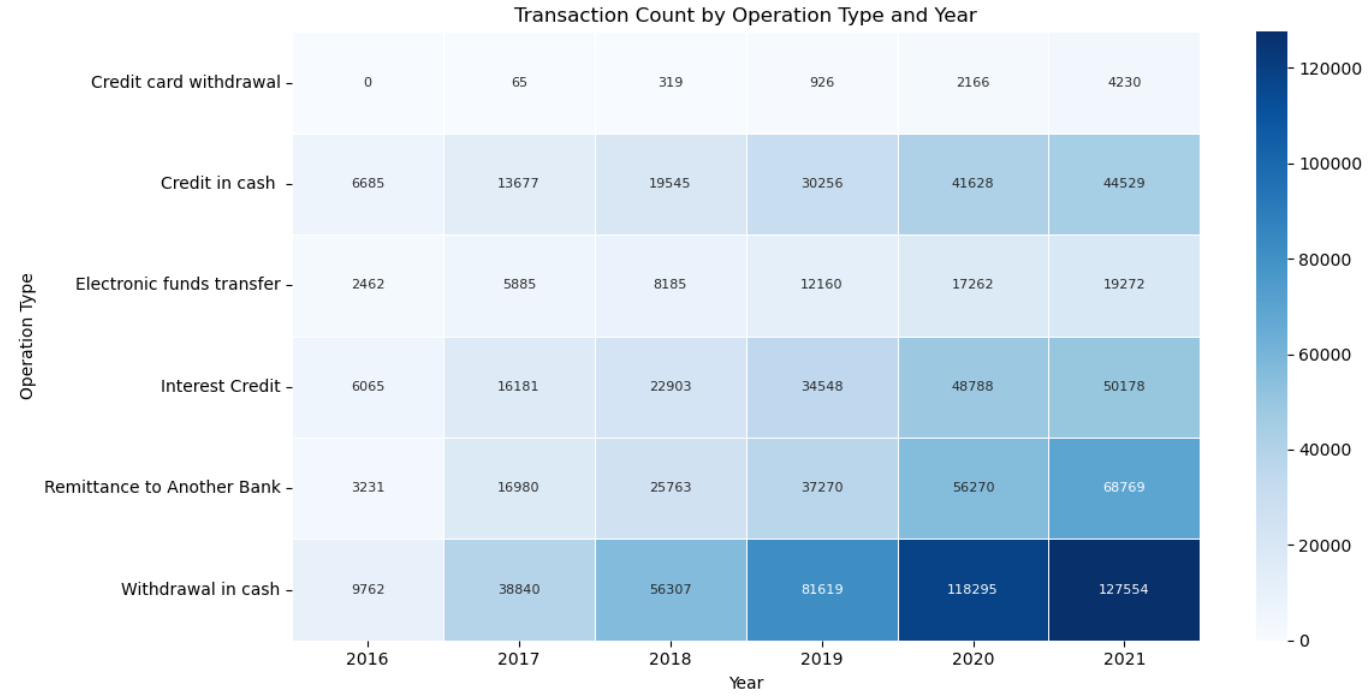 Transaction Count by Operation Type and Year
Operation Type
Credit card withdrawal 0 65 319 926 2166 4230
Credit in cash 6685 13677 19545 30256 41628 44529
Electronic funds transfer 2462 5885 8185 12160 17262 19272
Interest Credit 6065 16181 22903 34548 48788 50178
Remittance to Another Bank 3231 16980 25763 37270 56270 68769
Withdrawal in cash 9762 38840 56307 81619 118295 127554
2016 2017 2018 2019 2020 2021
Year
120000
100000
80000
60000
40000
20000
0